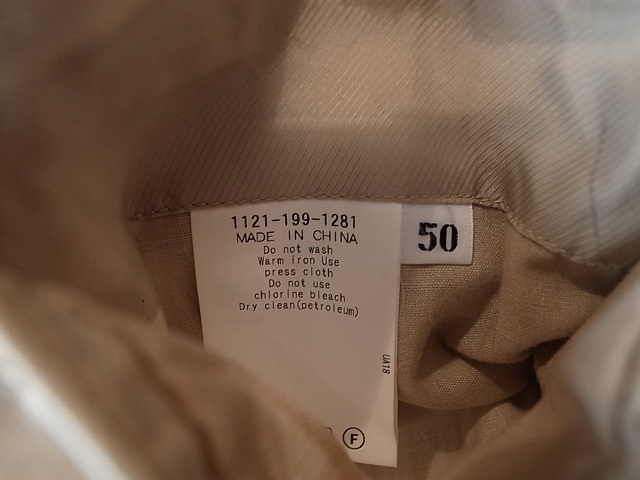 1121-199-1281
MADE IN CHINA
Do not wash
Warm Iron Use
press cloth
Do not use
chlorine bleach
Dry clean(petroleum)
50
UA18
F